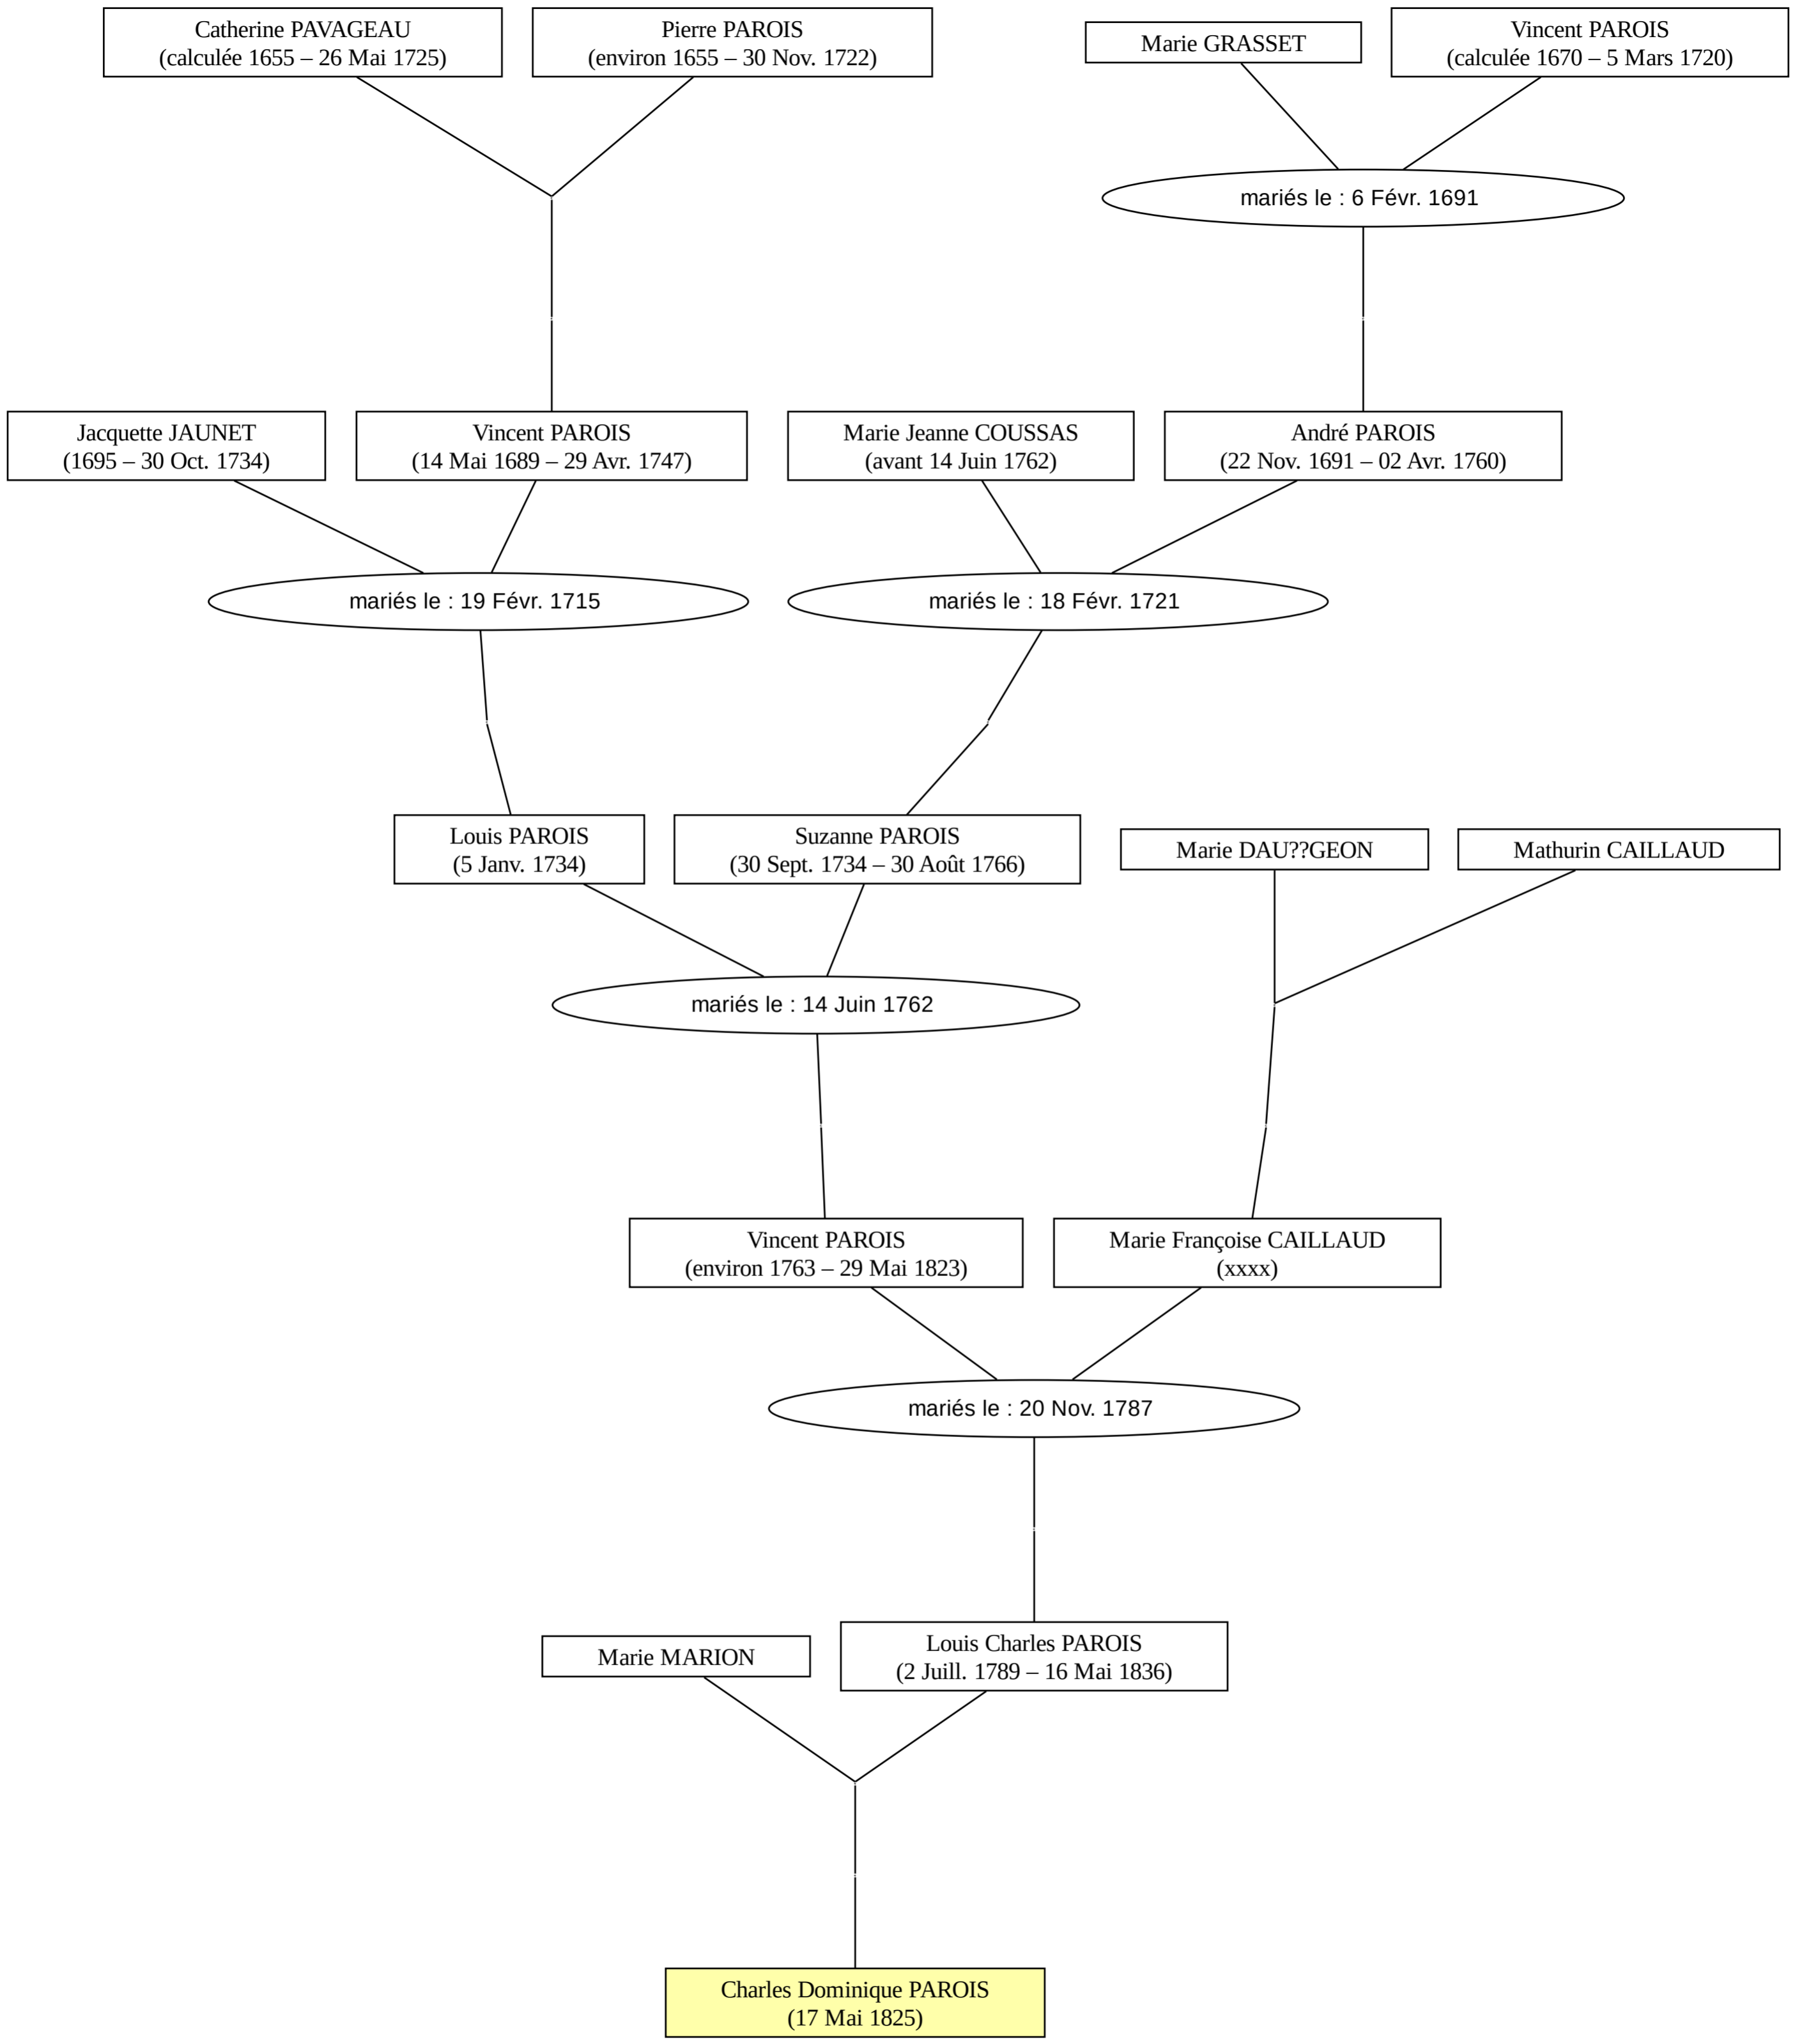 Catherine PAVAGEAU
(calculée 1655 – 26 Mai 1725)
Pierre PAROIS
(environ 1655 – 30 Nov. 1722)
Marie GRASSET
Vincent PAROIS
(calculée 1670 – 5 Mars 1720)
mariés le : 6 Févr. 1691
Jacquette JAUNET
(1695 – 30 Oct. 1734)
Vincent PAROIS
(14 Mai 1689 – 29 Avr. 1747)
Marie Jeanne COUSSAS
(avant 14 Juin 1762)
André PAROIS
(22 Nov. 1691 – 02 Avr. 1760)
mariés le : 19 Févr. 1715
mariés le : 18 Févr. 1721
Louis PAROIS
(5 Janv. 1734)
Suzanne PAROIS
(30 Sept. 1734 – 30 Août 1766)
Marie DAU??GEON
Mathurin CAILLAUD
mariés le : 14 Juin 1762
Vincent PAROIS
(environ 1763 – 29 Mai 1823)
Marie Françoise CAILLAUD
(xxxx)
mariés le : 20 Nov. 1787
Marie MARION
Louis Charles PAROIS
(2 Juill. 1789 – 16 Mai 1836)
Charles Dominique PAROIS
(17 Mai 1825)